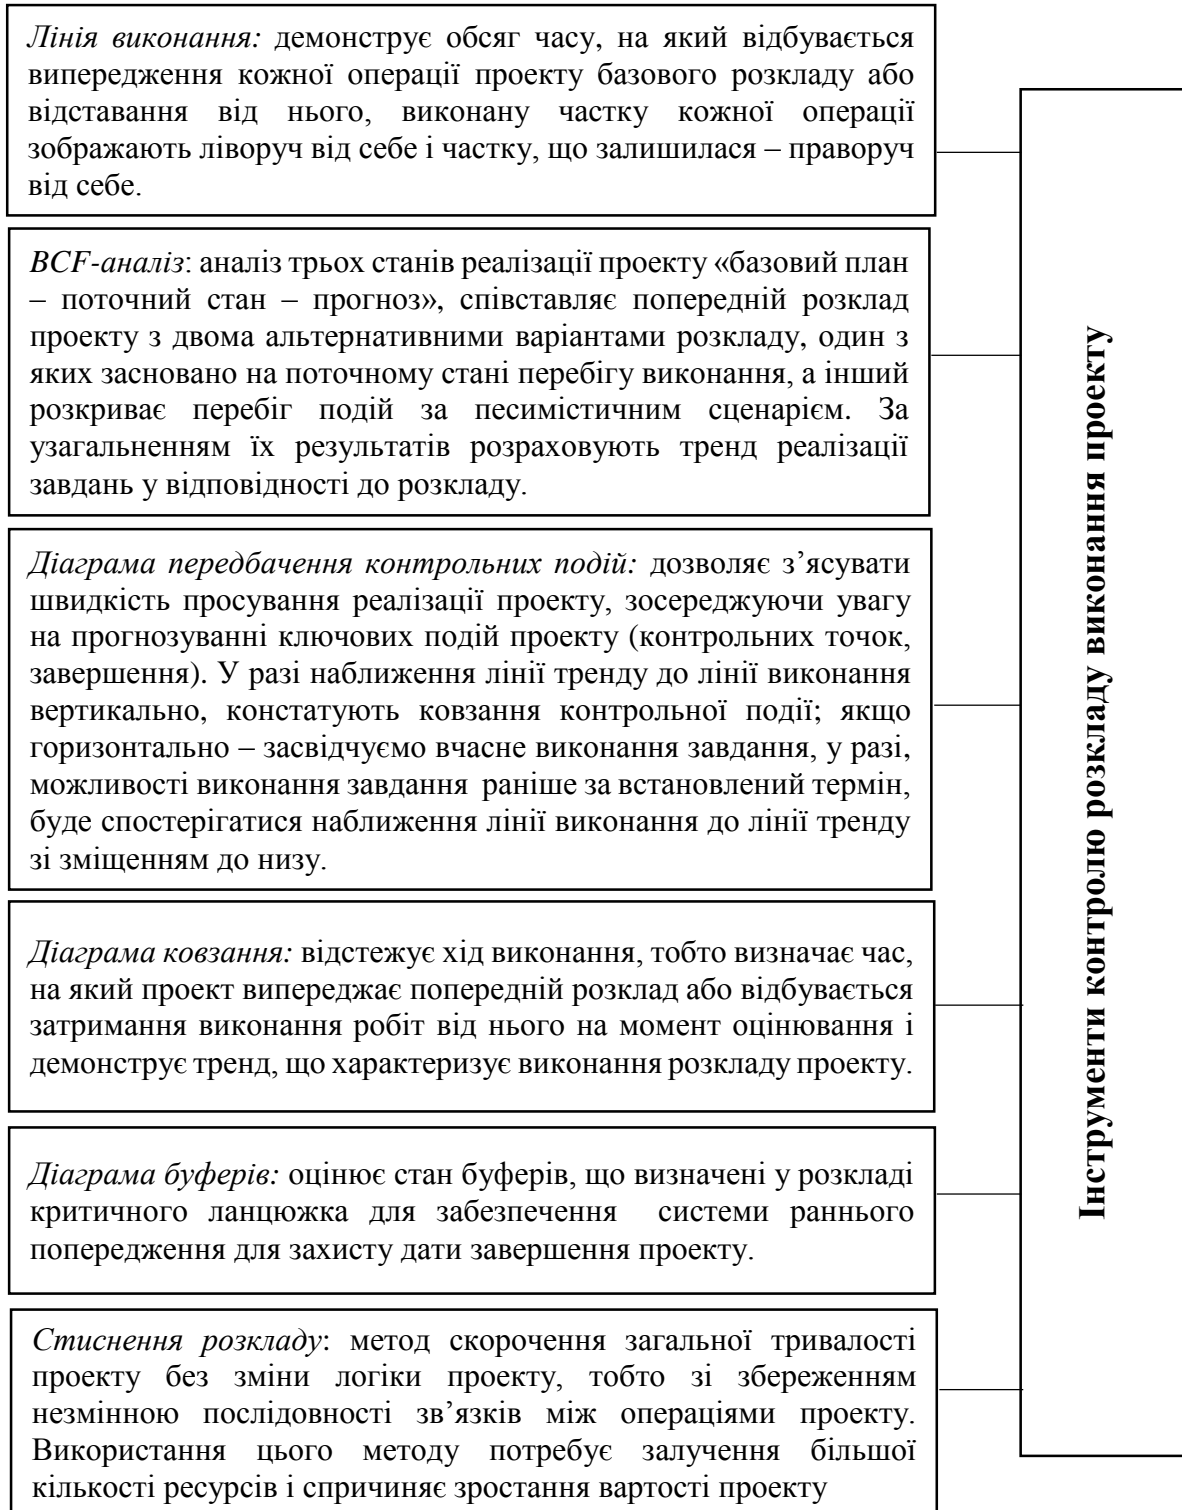 Лінія виконання: демонструє обсяг часу, на який відбувається
випередження кожної операції проекту базового розкладу або
відставання від нього, виконану частку кожної операції
зображають ліворуч від себе і частку, що залишилася – праворуч
від себе.
BCF-аналіз: аналіз трьох станів реалізації проекту «базовий план
– поточний стан – прогноз», співставляє попередній розклад
проекту з двома альтернативними варіантами розкладу, один з
яких засновано на поточному стані перебігу виконання, а інший
розкриває перебіг подій за песимістичним сценарієм. За
узагальненням їх результатів розраховують тренд реалізації
завдань у відповідності до розкладу.
Діаграма передбачення контрольних подій: дозволяє з’ясувати
швидкість просування реалізації проекту, зосереджуючи увагу
на прогнозуванні ключових подій проекту (контрольних точок,
завершення). У разі наближення лінії тренду до лінії виконання
вертикально, констатують ковзання контрольної події; якщо
горизонтально – засвідчуємо вчасне виконання завдання, у разі,
можливості виконання завдання раніше за встановлений термін,
буде спостерігатися наближення лінії виконання до лінії тренду
зі зміщенням до низу.
Діаграма ковзання: відстежує хід виконання, тобто визначає час,
на який проект випереджає попередній розклад або відбувається
затримання виконання робіт від нього на момент оцінювання і
демонструє тренд, що характеризує виконання розкладу проекту.
Діаграма буферів: оцінює стан буферів, що визначені у розкладі
критичного ланцюжка для забезпечення системи раннього
попередження для захисту дати завершення проекту.
Стиснення розкладу: метод скорочення загальної тривалості
проекту без зміни логіки проекту, тобто зі збереженням
незмінною послідовності зв’язків між операціями проекту.
Використання цього методу потребує залучення більшої
кількості ресурсів і спричиняє зростання вартості проекту
Інструменти контролю розкладу виконання проекту